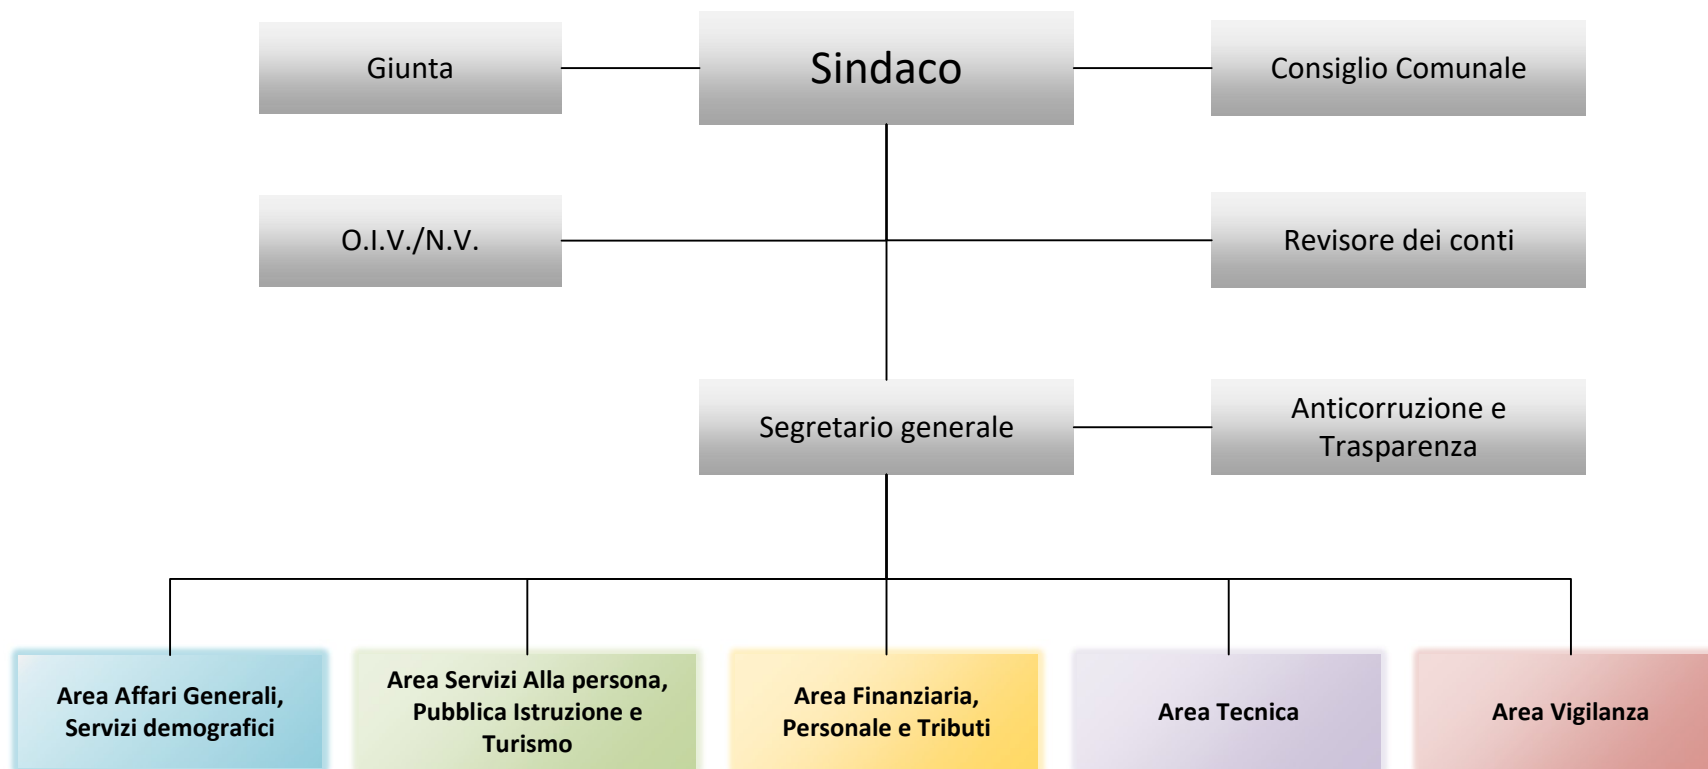 Giunta
Sindaco
Consiglio Comunale
O.I.V./N.V.
Revisore dei conti
Segretario generale
Anticorruzione e
Trasparenza
Area Affari Generali,
Servizi demografici
Area Servizi Alla persona,
Pubblica Istruzione e
Turismo
Area Finanziaria,
Personale e Tributi
Area Tecnica
Area Vigilanza